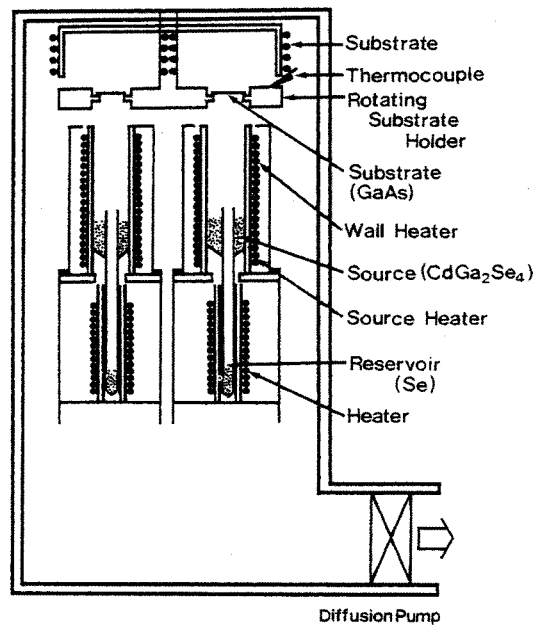 Substrate
Thermocouple
Rotating
Substrate
Holder
Substrate
(GaAs)
Wall Heater
Source (CdGa2Se4)
Source Heater
Reservoir
(Se)
Heater
Diffusion Pump